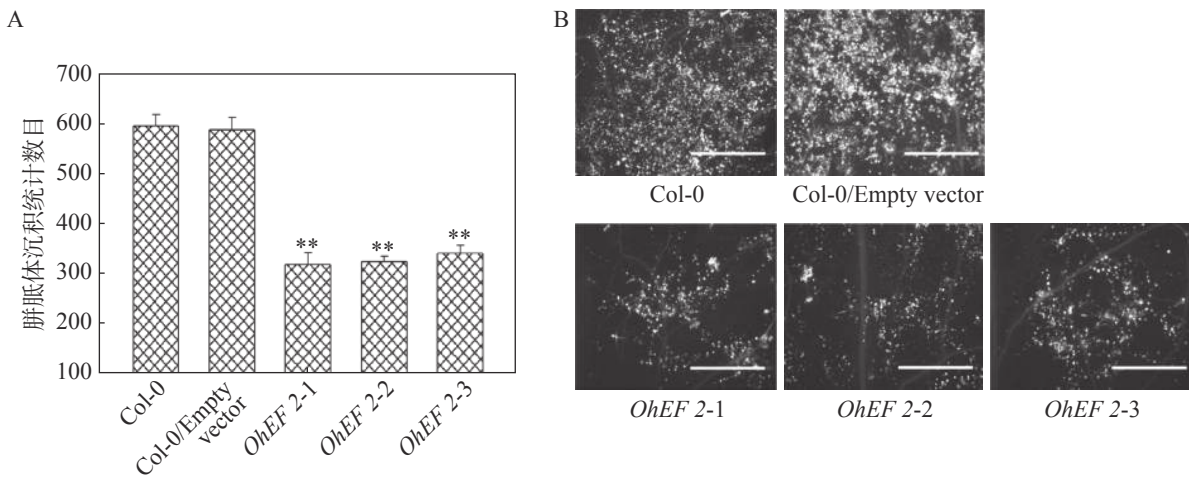 A
胼胝体沉积统计数目
700
600
500
400
300
200
100
**
**
**
Col-0
Col-0/Empty
vector
OhEF 2-1
OhEF 2-2
OhEF 2-3
B
Col-0
Col-0/Empty vector
OhEF 2-1
OhEF 2-2
OhEF 2-3